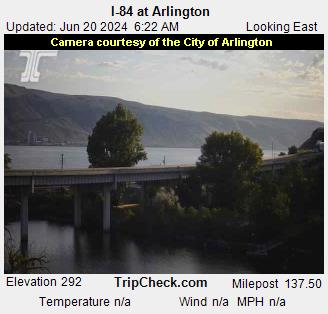 I-84 at Arlington
Updated: Jun 20 2024 6:22 AM Looking East
Camera courtesy of the City of Arlington
Elevation 292 TripCheck.com Milepost 137.50
Temperature n/a Wind n/a MPH n/a